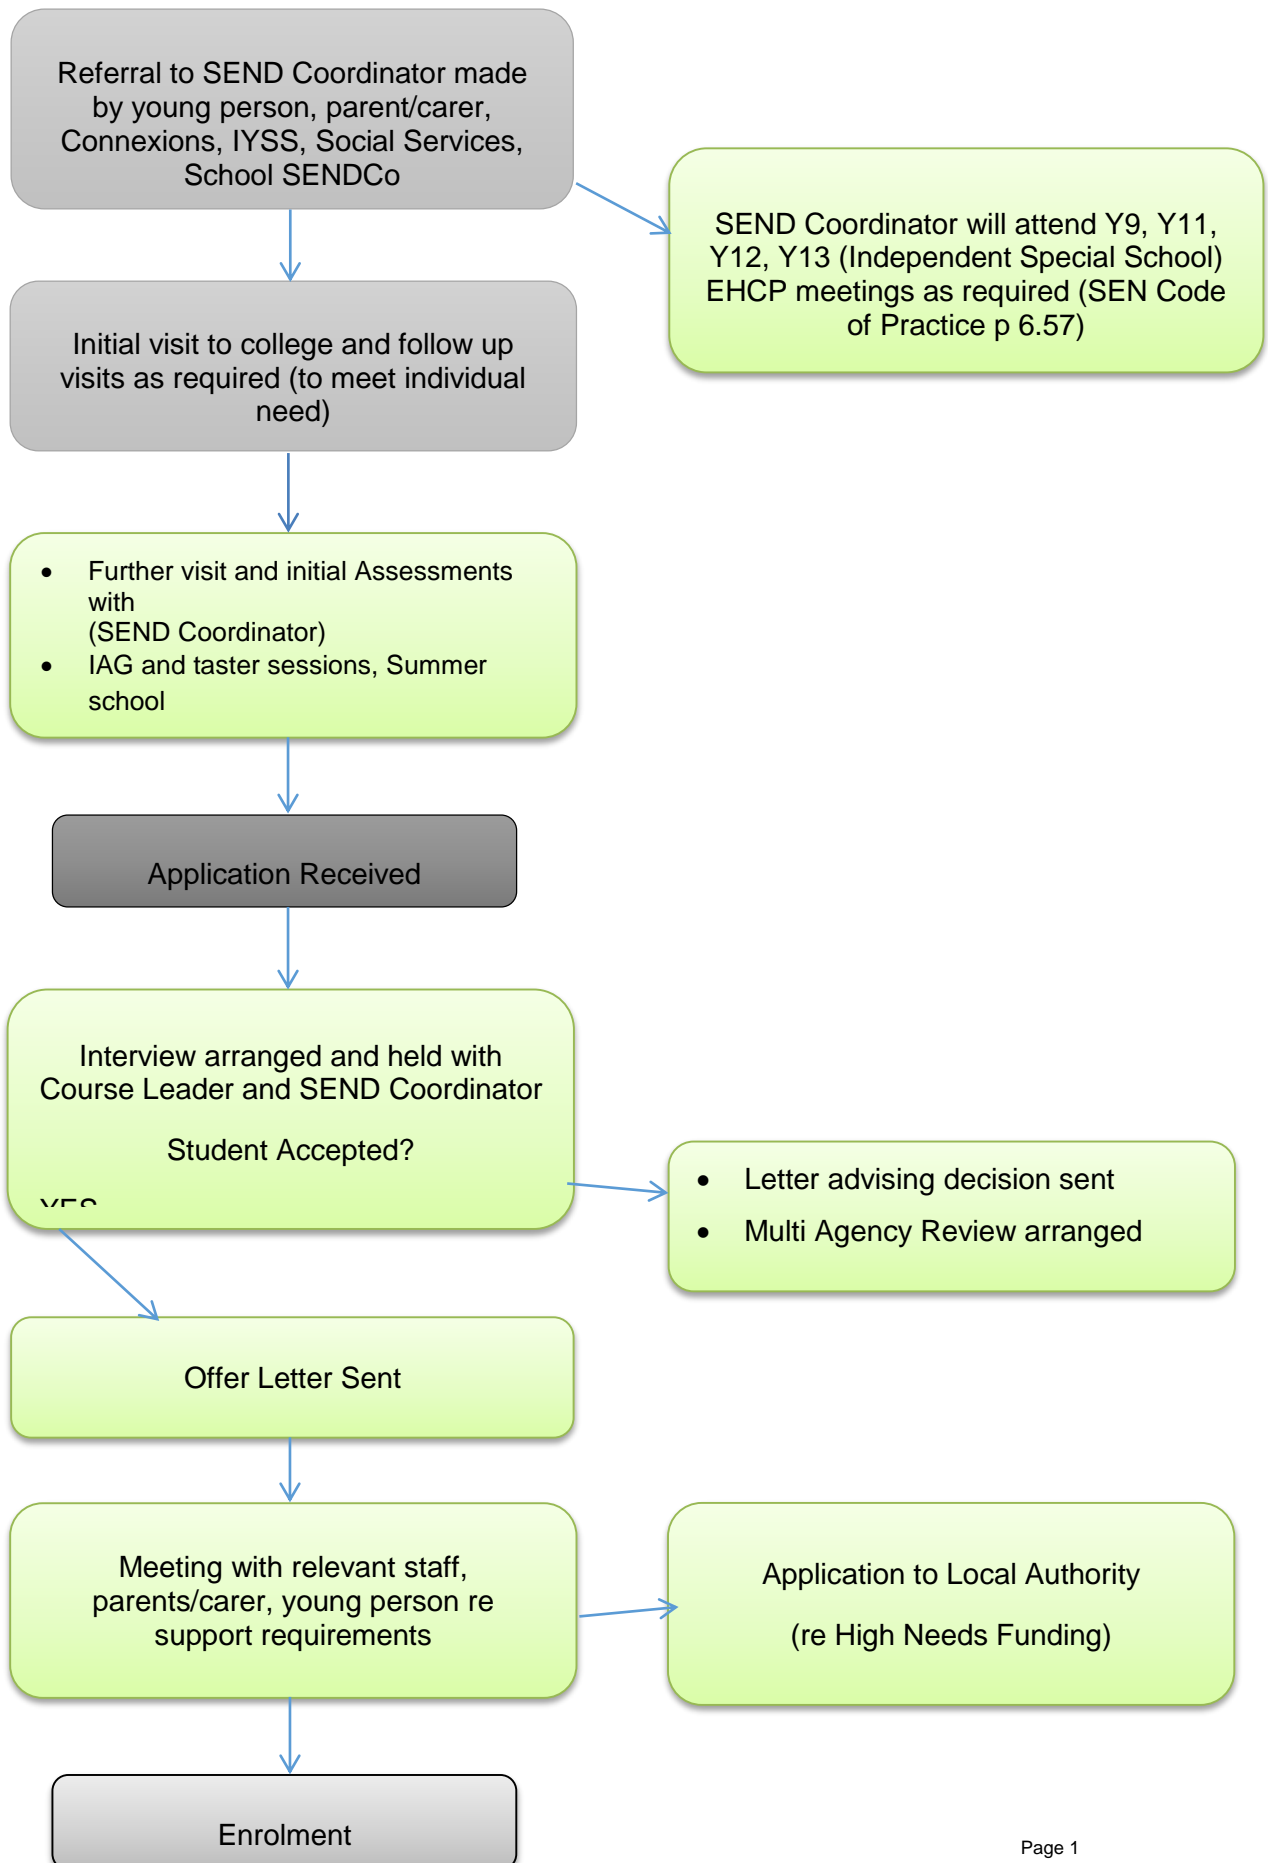 Referral to SEND Coordinator made
by young person, parent/carer,
Connexions, IYSS, Social Services,
School SENDCo
SEND Coordinator will attend Y9, Y11,
Y12, Y13 (Independent Special School)
EHCP meetings as required (SEN Code
of Practice p 6.57)
Initial visit to college and follow up
visits as required (to meet individual
need)
• Further visit and initial Assessments
with
(SEND Coordinator)
• IAG and taster sessions, Summer
school
Application Received
Interview arranged and held with
Course Leader and SEND Coordinator
Student Accepted?
YES
• Letter advising decision sent
• Multi Agency Review arranged
Offer Letter Sent
Meeting with relevant staff,
parents/carer, young person re
support requirements
Application to Local Authority
(re High Needs Funding)
Enrolment
Page 1